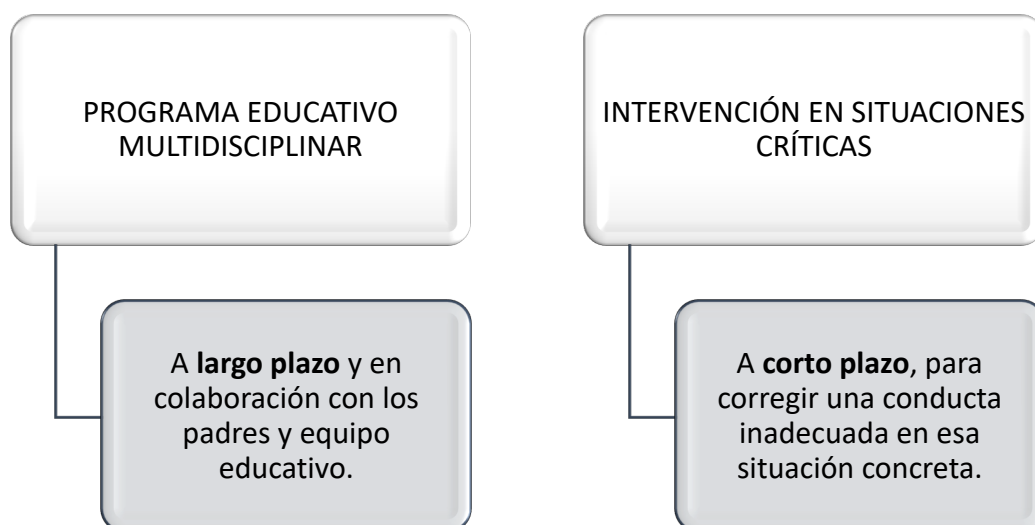 PROGRAMA EDUCATIVO
MULTIDISCIPLINAR
A largo plazo y en
colaboración con los
padres y equipo
educativo.
INTERVENCIÓN EN SITUACIONES
CRÍTICAS
A corto plazo, para
corregir una conducta
inadecuada en esa
situación concreta.